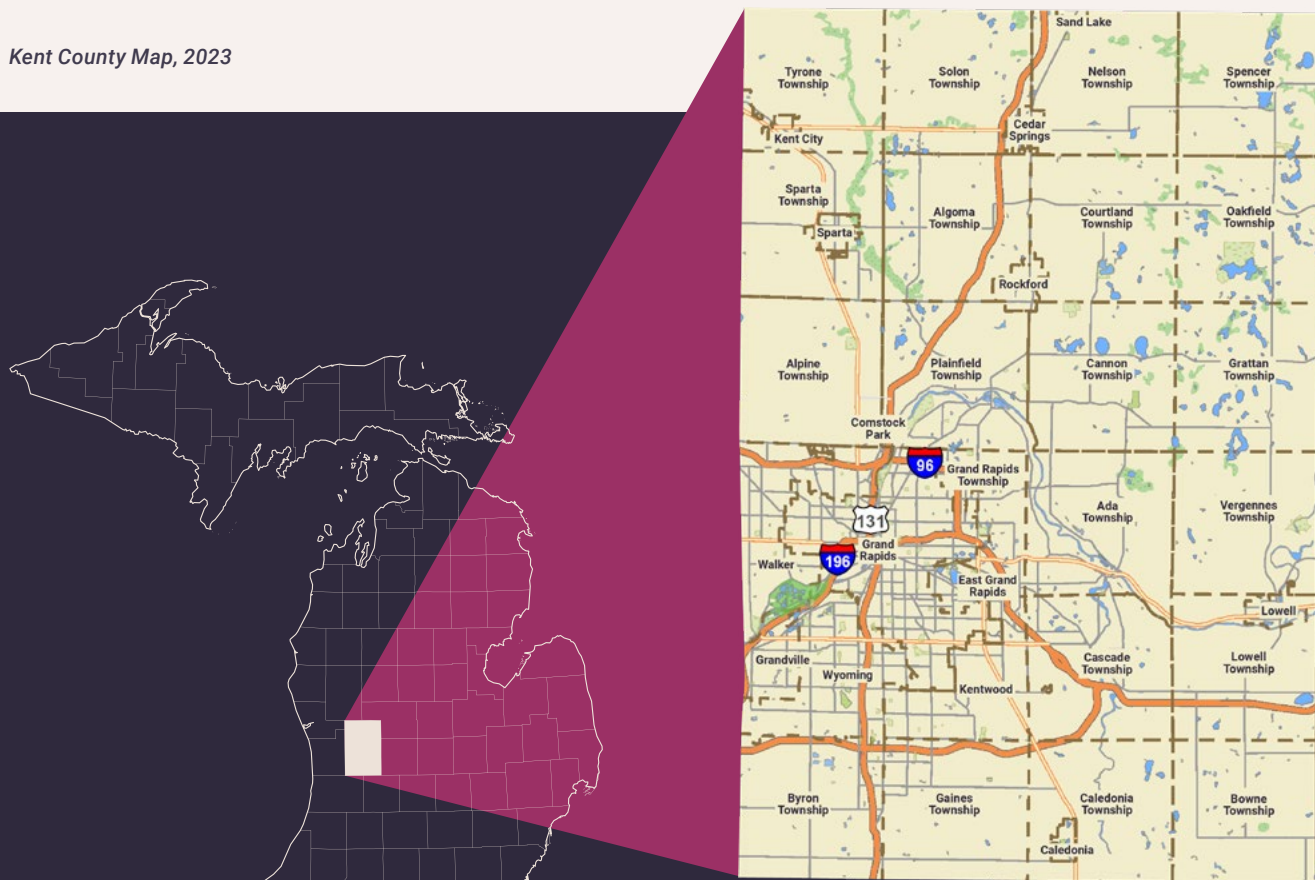 Kent County Map, 2023
Sand Lake
Tyrone
Township
Solon
Township
Nelson
Township
Spencer
Township
Kent City
Cedar
Springs
Sparta
Township
Algoma
Township
Courtland
Township
Oakfield
Township
Sparta
Rockford
Alpine
Township
Plainfield
Township
Cannon
Township
Grattan
Township
Comstock
Park
96
Grand Rapids
Township
131
Ada
Township
Vergennes
Township
Grand
Rapids
196
Walker
East Grand
Rapids
Lowell
Grandville
Wyoming
Cascade
Township
Lowell
Township
Kentwood
Byron
Township
Gaines
Township
Caledonia
Township
Bowne
Township
Caledonia